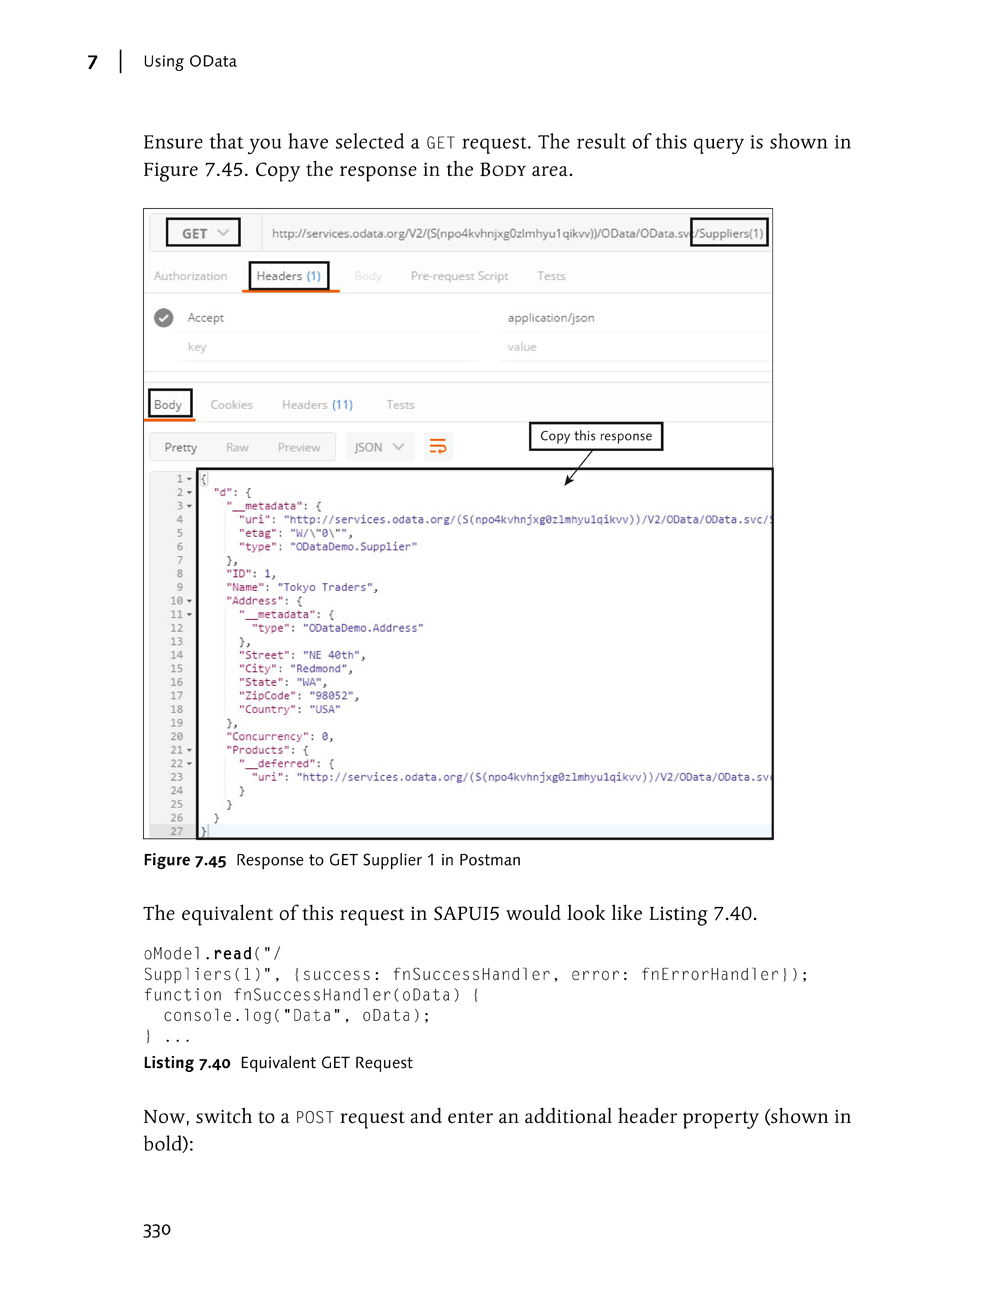 7 | Using OData
Ensure that you have selected a GET request. The result of this query is shown in
Figure 7.45. Copy the response in the BODY area.
GET http://services.odata.org/V2/(S(npo4kvhnjxg0zlmhyu1qikvv))/OData/OData.svc/Suppliers(1)
Authorization Headers (1) Body Pre-request Script Tests
Accept application/json
key value
Body Cookies Headers (11) Tests
Copy this response
Pretty Raw Preview JSON
1 {
2 "d": {
3 "__metadata": {
4 "uri": "http://services.odata.org/(S(npo4kvhnjxg0zlmhyu1qikvv))/V2/OData/OData.svc/S
5 "etag": "W/\"0\"",
6 "type": "ODataDemo.Supplier"
7 },
8 "ID": 1,
9 "Name": "Tokyo Traders",
10 "Address": {
11 "__metadata": {
12 "type": "ODataDemo.Address"
13 },
14 "Street": "NE 40th",
15 "City": "Redmond",
16 "State": "WA",
17 "ZipCode": "98052",
18 "Country": "USA"
19 },
20 "Concurrency": 0,
21 "Products": {
22 "__deferred": {
23 "uri": "http://services.odata.org/(S(npo4kvhnjxg0zlmhyu1qikvv))/V2/OData/OData.svc
24 }
25 }
26 }
27 }
Figure 7.45 Response to GET Supplier 1 in Postman
The equivalent of this request in SAPUI5 would look like Listing 7.40.
oModel.read("/
Suppliers(1)", {success: fnSuccessHandler, error: fnErrorHandler});
function fnSuccessHandler(oData) {
console.log("Data", oData);
} ...
Listing 7.40 Equivalent GET Request
Now, switch to a POST request and enter an additional header property (shown in
bold):
330